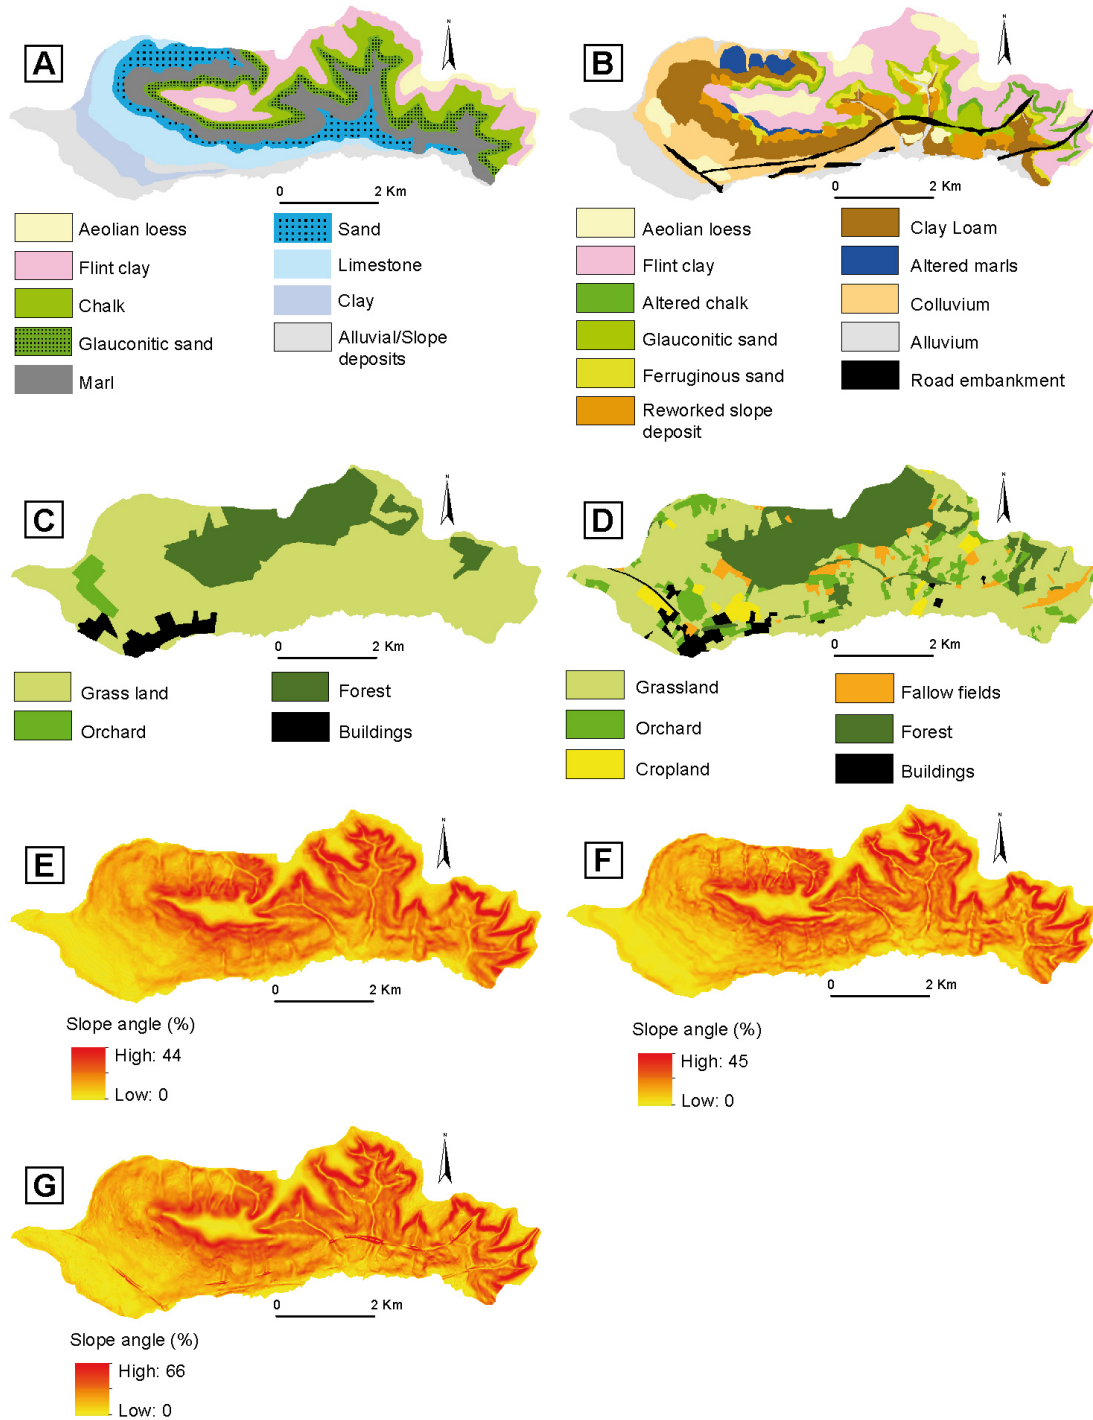 A
N
0
2 Km
Aeolian loess
Flint clay
Chalk
Glauconitic sand
Marl
Sand
Limestone
Clay
Alluvial/Slope
deposits
B
N
0
2 Km
Aeolian loess
Flint clay
Altered chalk
Glauconitic sand
Ferruginous sand
Reworked slope
deposit
Clay Loam
Altered marls
Colluvium
Alluvium
Road embankment
C
N
0
2 Km
Grass land
Orchard
Forest
Buildings
D
N
0
2 Km
Grassland
Orchard
Cropland
Fallow fields
Forest
Buildings
E
N
0
2 Km
Slope angle (%)
High: 44
Low: 0
F
N
0
2 Km
Slope angle (%)
High: 45
Low: 0
G
N
0
2 Km
Slope angle (%)
High: 66
Low: 0